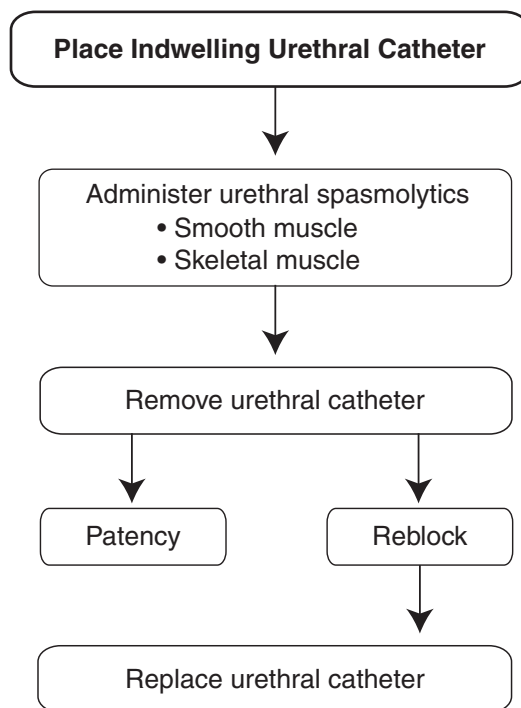 Place Indwelling Urethral Catheter
Administer urethral spasmolytics
• Smooth muscle
• Skeletal muscle
Remove urethral catheter
Patency
Reblock
Replace urethral catheter